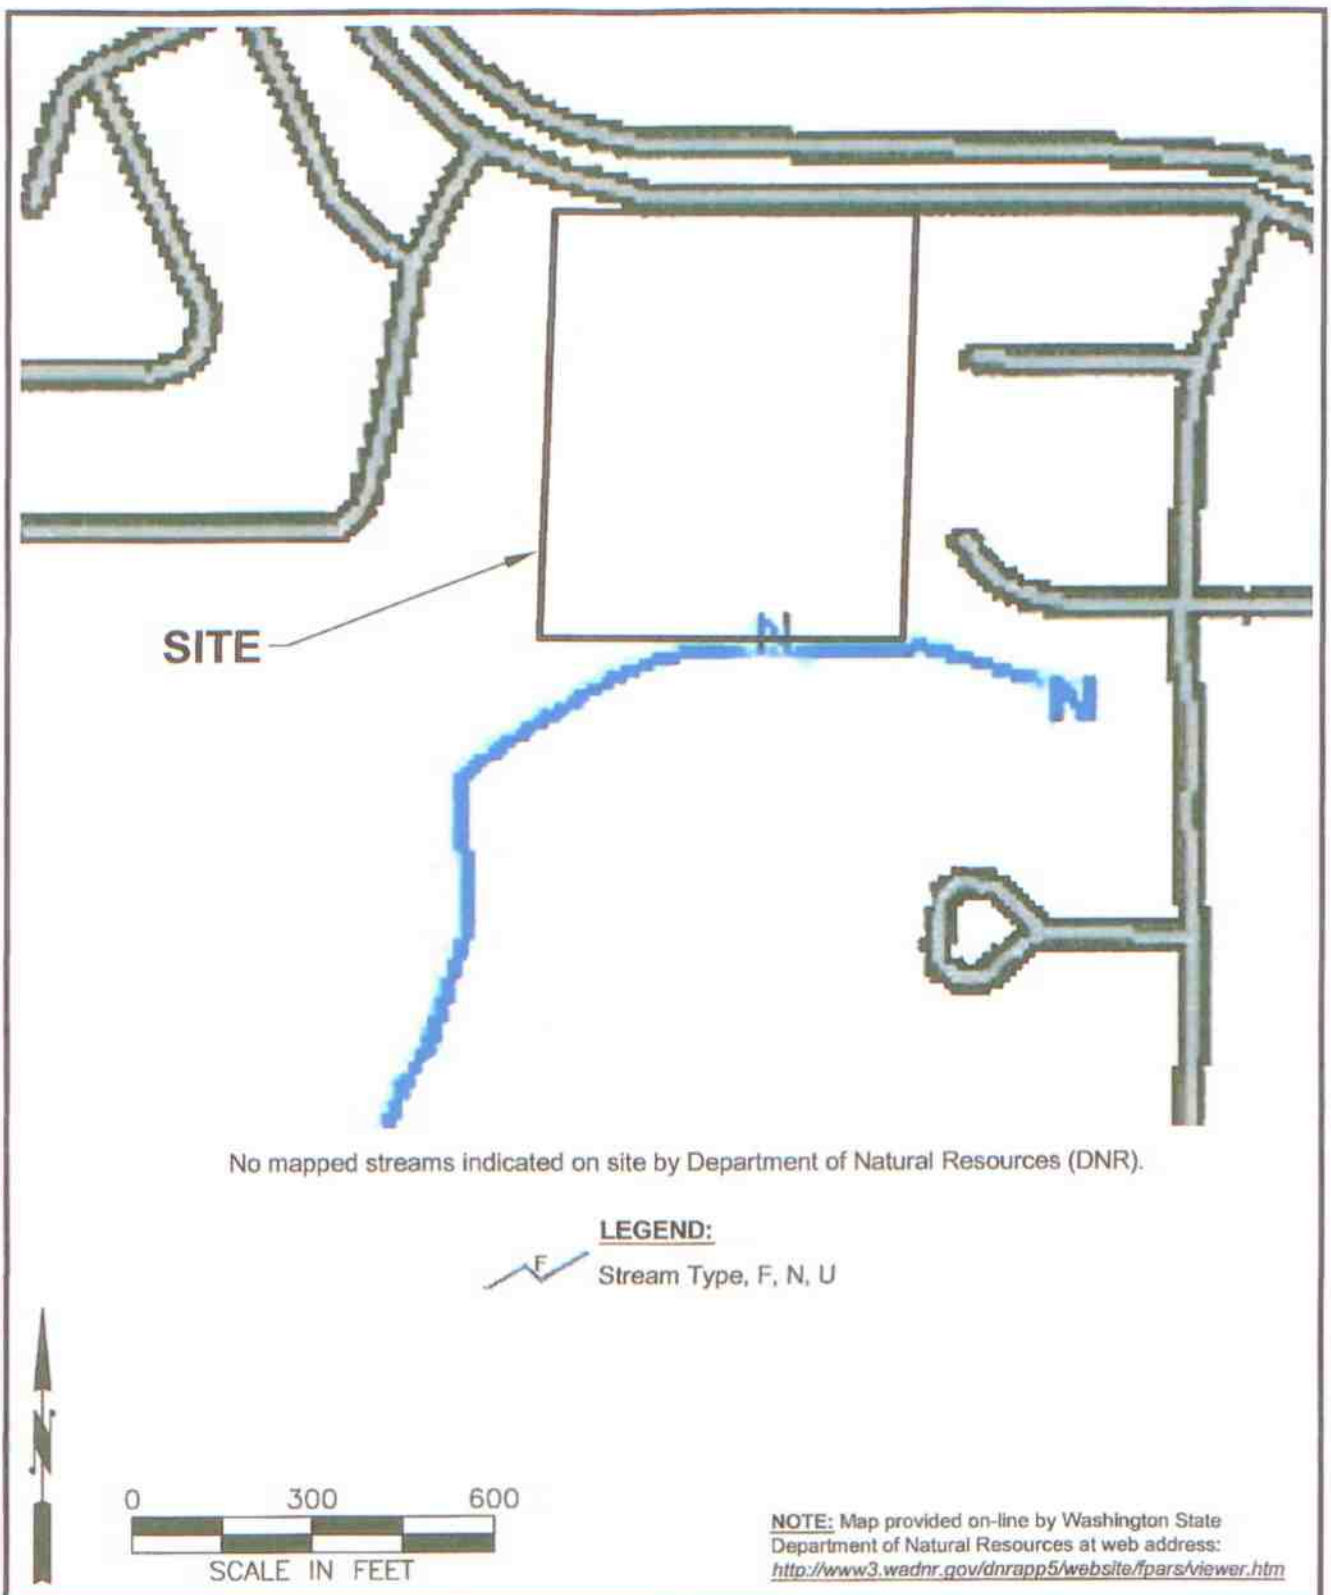 SITE
N
N
No mapped streams indicated on site by Department of Natural Resources (DNR).
LEGEND:
F
Stream Type, F, N, U
N
0 300 600
SCALE IN FEET
NOTE: Map provided on-line by Washington State
Department of Natural Resources at web address:
http://www3.wadnr.gov/dnrapp5/website/fpars/viewer.htm